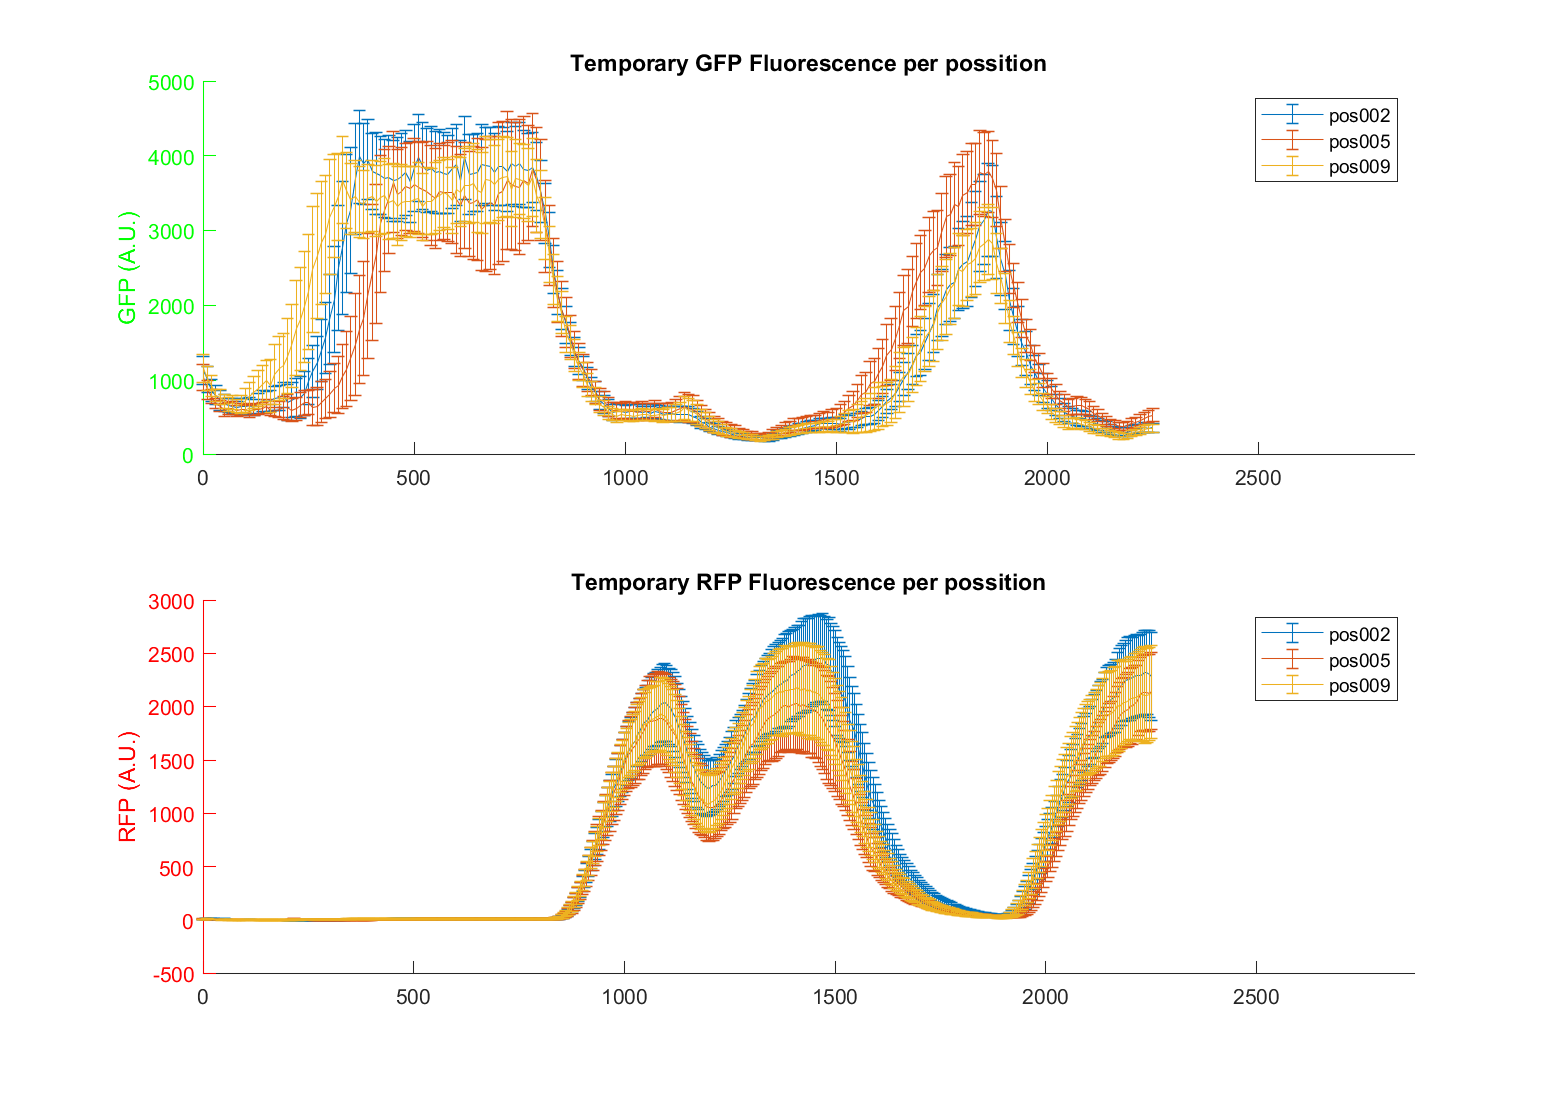 Temporary GFP Fluorescence per possition
5000
4000
3000
2000
1000
0
GFP (A.U.)
0 500 1000 1500 2000 2500
pos002
pos005
pos009
Temporary RFP Fluorescence per possition
3000
2500
2000
1500
1000
500
0
-500
RFP (A.U.)
0 500 1000 1500 2000 2500
pos002
pos005
pos009